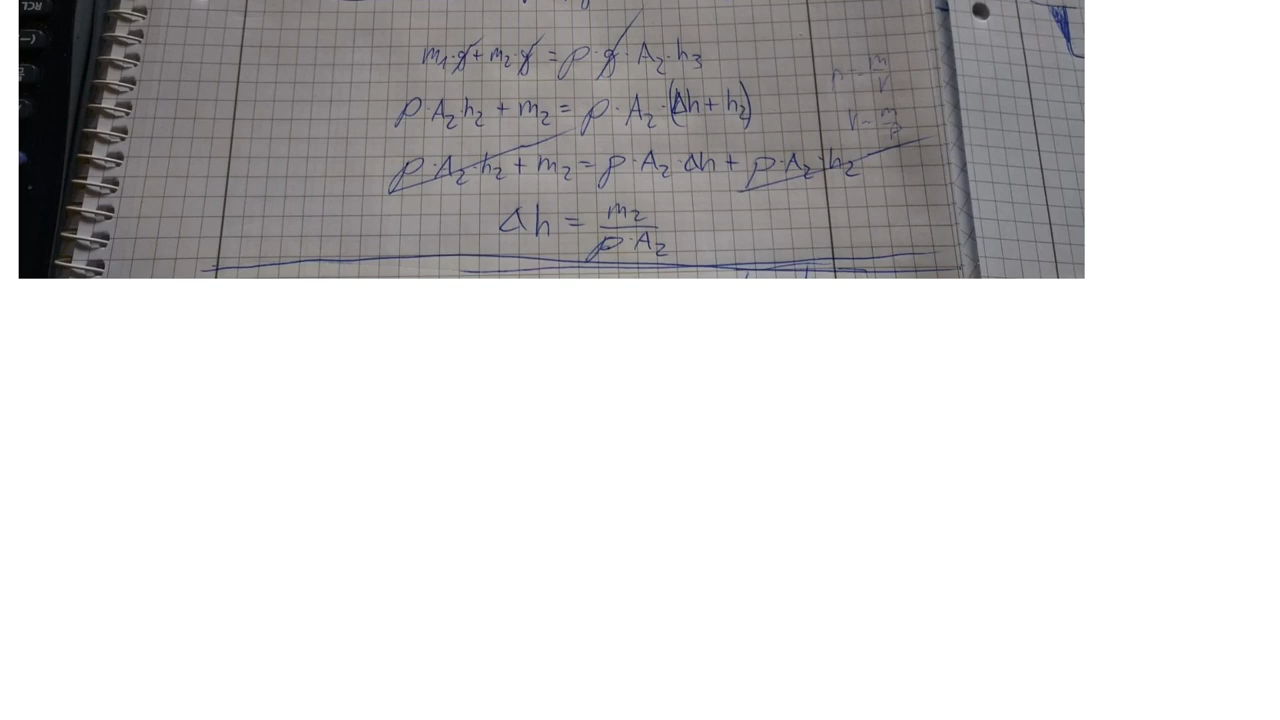 RCL
(-)
m₁·g + m₂·g = ρ·g·A₂·h₃
ρ·A₂·h₂ + m₂ = ρ·A₂·(Δh + h₂)
ρ·A₂·h₂ + m₂ = ρ·A₂·Δh + ρ·A₂·h₂
Δh = m₂/(ρ·A₂)